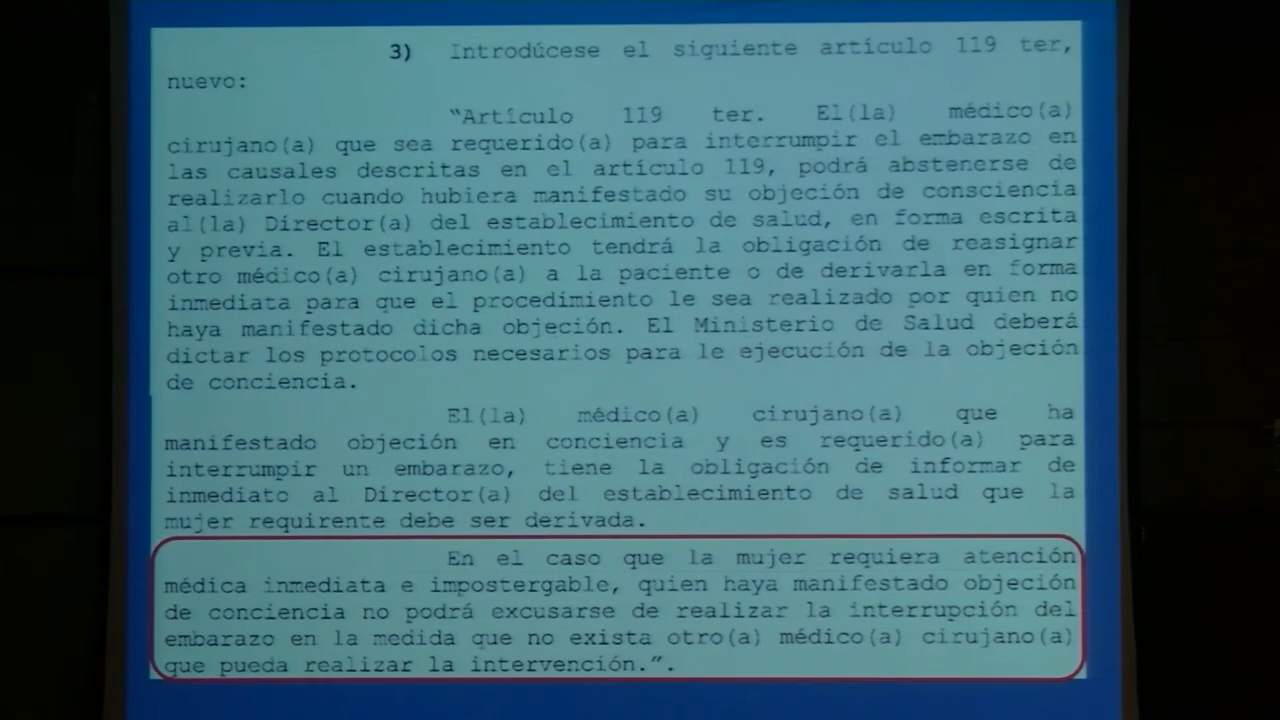 3) Introdúcese el siguiente artículo 119 ter,
nuevo:
“Artículo 119 ter. El(la) médico(a)
cirujano(a) que sea requerido(a) para interrumpir el embarazo en
las causales descritas en el artículo 119, podrá abstenerse de
realizarlo cuando hubiera manifestado su objeción de consciencia
al(la) Director(a) del establecimiento de salud, en forma escrita
y previa. El establecimiento tendrá la obligación de reasignar
otro médico(a) cirujano(a) a la paciente o de derivarla en forma
inmediata para que el procedimiento le sea realizado por quien no
haya manifestado dicha objeción. El Ministerio de Salud deberá
dictar los protocolos necesarios para le ejecución de la objeción
de conciencia.
El(la) médico(a) cirujano(a) que ha
manifestado objeción en conciencia y es requerido(a) para
interrumpir un embarazo, tiene la obligación de informar de
inmediato al Director(a) del establecimiento de salud que la
mujer requirente debe ser derivada.
En el caso que la mujer requiera atención
médica inmediata e impostergable, quien haya manifestado objeción
de conciencia no podrá excusarse de realizar la interrupción del
embarazo en la medida que no exista otro(a) médico(a) cirujano(a)
que pueda realizar la intervención.”.